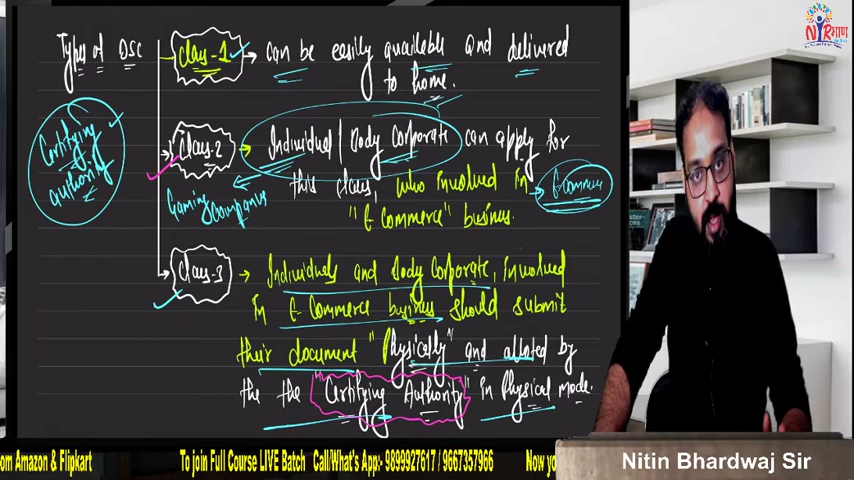 Types of DSC
Class-1 → can be easily available and delivered
to home.
Certifying
authority
Class-2 → Individual / Body Corporate can apply for
this class, who involved in → E-Commerce
Gaming Companies
"E-Commerce" business.
Class-3 → Individuals and Body Corporate, involved
in E-Commerce business should submit
their document "Physically" and alloted by
the the "Certifying Authority" in Physical mode.
NIRमाण
om Amazon & Flipkart To join Full Course LIVE Batch Call/What's App:- 9899927617 / 9667357966 Now yo
Nitin Bhardwaj Sir